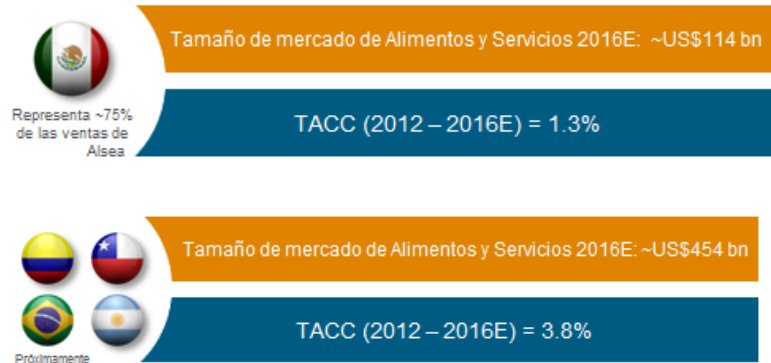 Tamaño de mercado de Alimentos y Servicios 2016E: ~US$114 bn
Representa ~75%
de las ventas de
Alsea
TACC (2012 – 2016E) = 1.3%
Tamaño de mercado de Alimentos y Servicios 2016E: ~US$454 bn
TACC (2012 – 2016E) = 3.8%
Próximamente